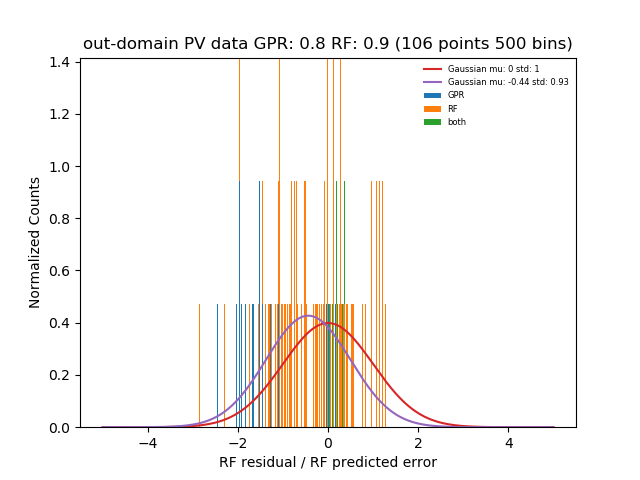 out-domain PV data GPR: 0.8 RF: 0.9 (106 points 500 bins)
Gaussian mu: 0 std: 1
Gaussian mu: -0.44 std: 0.93
GPR
RF
both
Normalized Counts
1.4
1.2
1.0
0.8
0.6
0.4
0.2
0.0
−4 −2 0 2 4
RF residual / RF predicted error